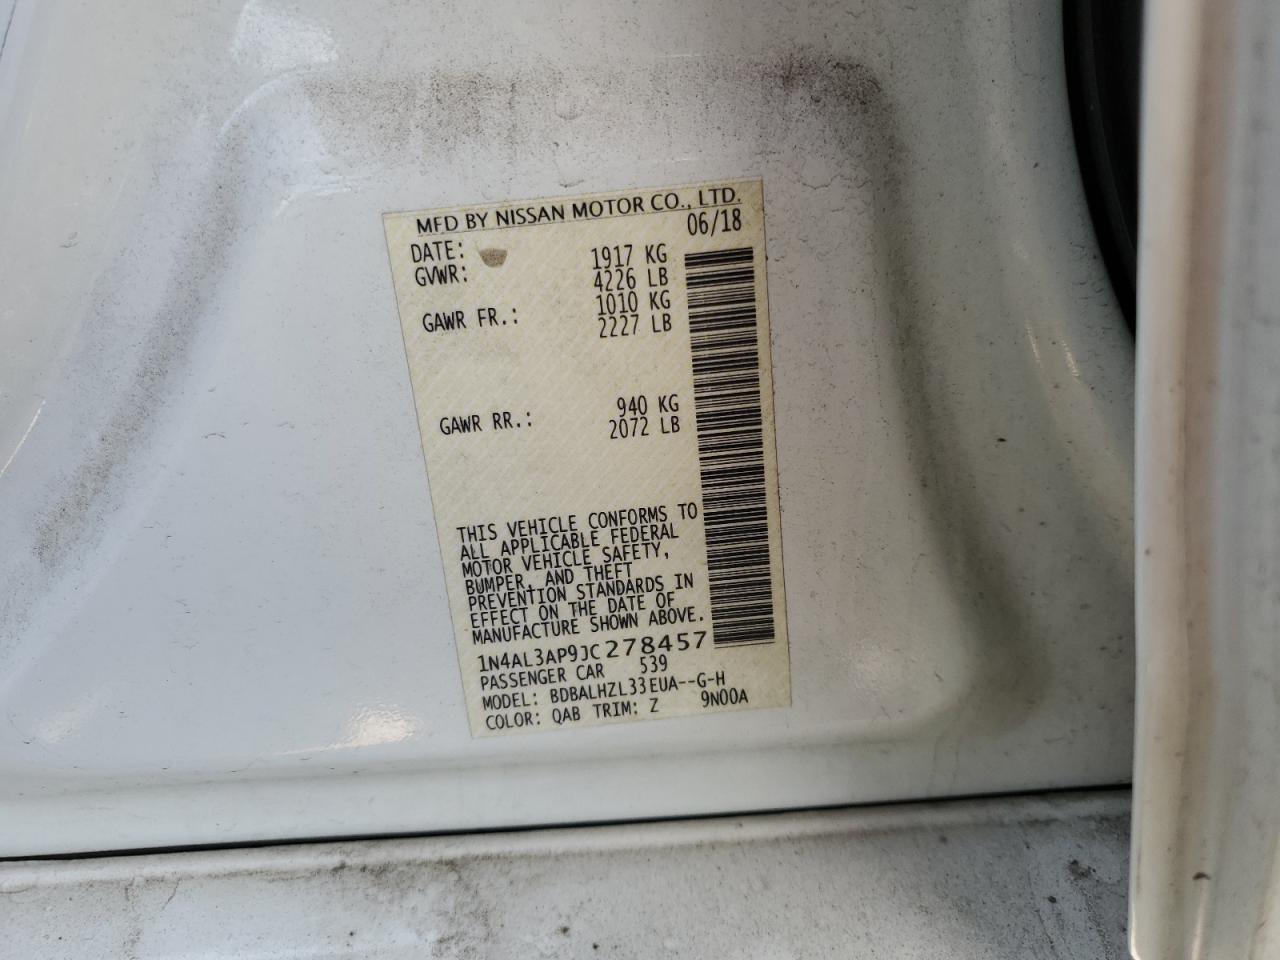 MFD BY NISSAN MOTOR CO., LTD.
DATE: 06/18
GVWR: 1917 KG
4226 LB
GAWR FR.: 1010 KG
2227 LB
GAWR RR.: 940 KG
2072 LB
THIS VEHICLE CONFORMS TO
ALL APPLICABLE FEDERAL
MOTOR VEHICLE SAFETY,
BUMPER, AND THEFT
PREVENTION STANDARDS IN
EFFECT ON THE DATE OF
MANUFACTURE SHOWN ABOVE.
1N4AL3AP9JC278457
PASSENGER CAR 539
MODEL: BDBALHZL33EUA--G-H
COLOR: QAB TRIM: Z 9N00A